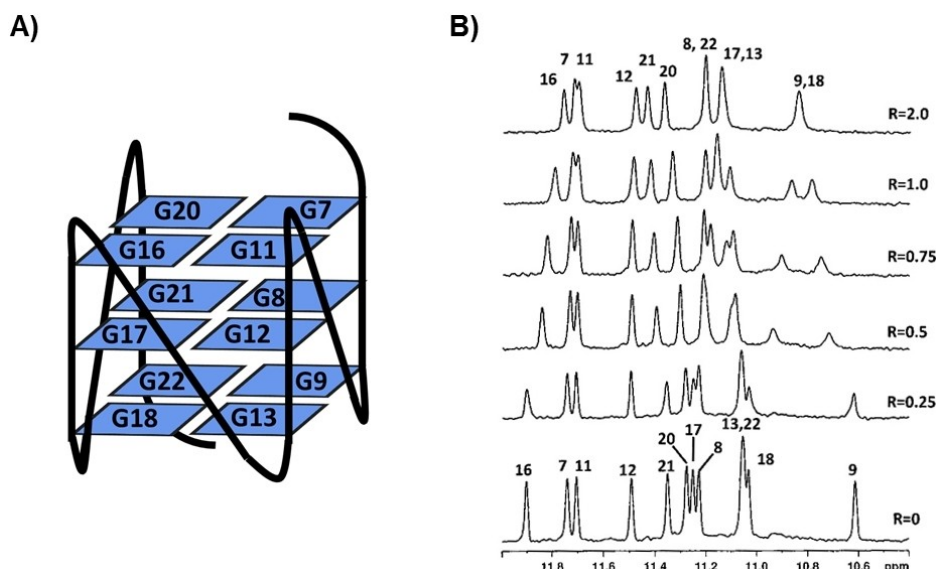 A)
B)
G20 G7
G16 G11
G21 G8
G17 G12
G22 G9
G18 G13
16 7 11 12 21 20 8, 22 17,13 9,18
R=2.0
R=1.0
R=0.75
R=0.5
R=0.25
16 7 11 12 21 20 17 8 13,22 18 9
R=0
11.8 11.6 11.4 11.2 11.0 10.8 10.6 ppm